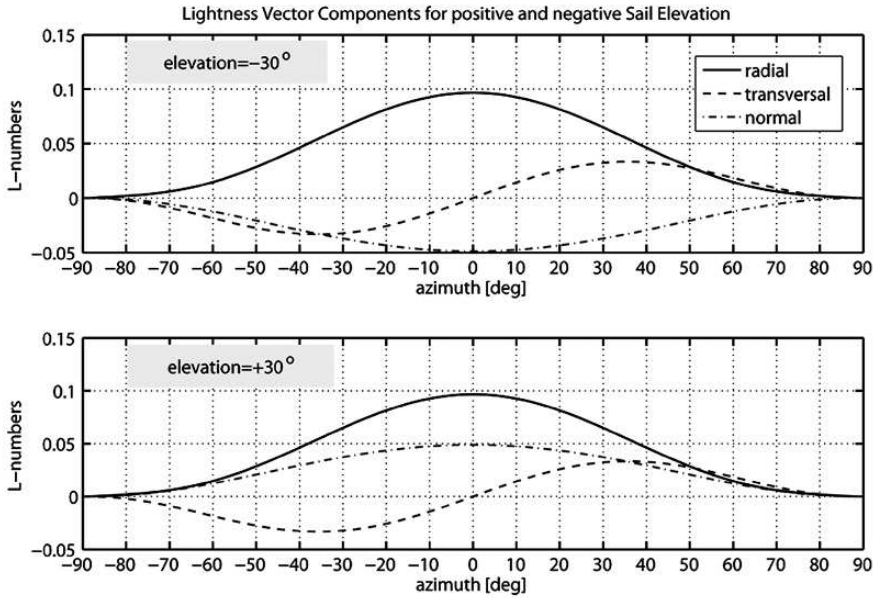 Lightness Vector Components for positive and negative Sail Elevation
0.15
0.1
0.05
0
−0.05
L−numbers
elevation=−30°
radial
transversal
normal
−90 −80 −70 −60 −50 −40 −30 −20 −10 0 10 20 30 40 50 60 70 80 90
azimuth [deg]
0.15
0.1
0.05
0
−0.05
L−numbers
elevation=+30°
−90 −80 −70 −60 −50 −40 −30 −20 −10 0 10 20 30 40 50 60 70 80 90
azimuth [deg]